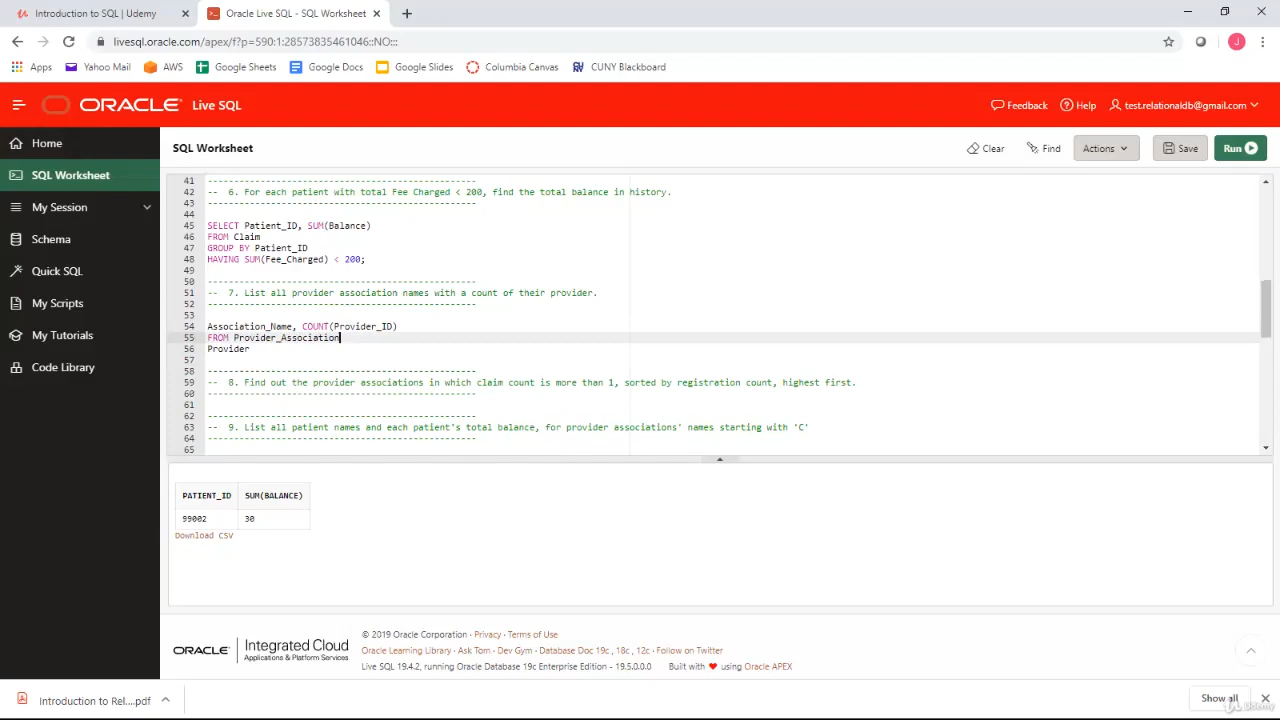 Introduction to SQL | Udemy
Oracle Live SQL - SQL Worksheet
livesql.oracle.com/apex/f?p=590:1:28573835461046::NO:::
J
Apps Yahoo Mail AWS Google Sheets Google Docs Google Slides Columbia Canvas CUNY Blackboard
ORACLE Live SQL
Feedback Help test.relationaldb@gmail.com
Home
SQL Worksheet
My Session
Schema
Quick SQL
My Scripts
My Tutorials
Code Library
SQL Worksheet
Clear Find Actions Save Run
41 ---------------------------------------------------
42 -- 6. For each patient with total Fee Charged < 200, find the total balance in history.
43 ---------------------------------------------------
44
45 SELECT Patient_ID, SUM(Balance)
46 FROM Claim
47 GROUP BY Patient_ID
48 HAVING SUM(Fee_Charged) < 200;
49
50 ---------------------------------------------------
51 -- 7. List all provider association names with a count of their provider.
52 ---------------------------------------------------
53
54 Association_Name, COUNT(Provider_ID)
55 FROM Provider_Association
56 Provider
57
58 ---------------------------------------------------
59 -- 8. Find out the provider associations in which claim count is more than 1, sorted by registration count, highest first.
60 ---------------------------------------------------
61
62 ---------------------------------------------------
63 -- 9. List all patient names and each patient's total balance, for provider associations' names starting with 'C'
64 ---------------------------------------------------
65
PATIENT_ID SUM(BALANCE)
99002 30
Download CSV
ORACLE Integrated Cloud
Applications & Platform Services
© 2019 Oracle Corporation · Privacy · Terms of Use
Oracle Learning Library · Ask Tom · Dev Gym · Database Doc 19c, 18c, 12c · Follow on Twitter
Live SQL 19.4.2, running Oracle Database 19c Enterprise Edition - 19.5.0.0.0 Built with ❤ using Oracle APEX
Introduction to Rel....pdf
Show all
Udemy